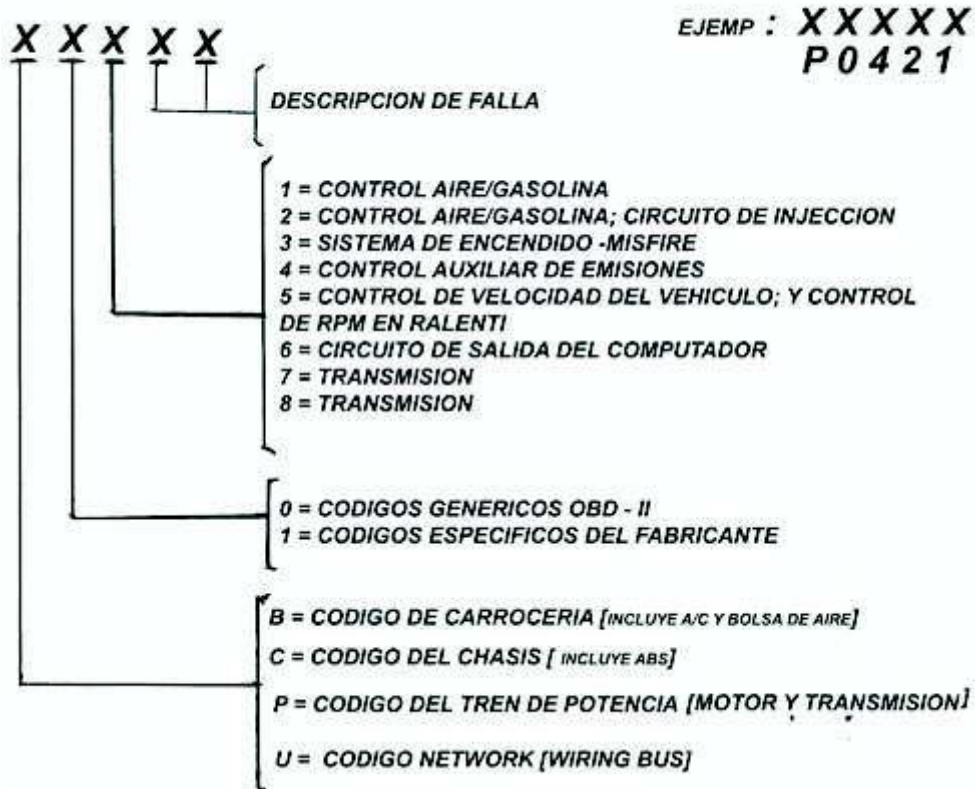 EJEMP : X X X X X
P 0 4 2 1
X X X X X
DESCRIPCION DE FALLA
1 = CONTROL AIRE/GASOLINA
2 = CONTROL AIRE/GASOLINA; CIRCUITO DE INJECCION
3 = SISTEMA DE ENCENDIDO -MISFIRE
4 = CONTROL AUXILIAR DE EMISIONES
5 = CONTROL DE VELOCIDAD DEL VEHICULO; Y CONTROL
DE RPM EN RALENTI
6 = CIRCUITO DE SALIDA DEL COMPUTADOR
7 = TRANSMISION
8 = TRANSMISION
0 = CODIGOS GENERICOS OBD - II
1 = CODIGOS ESPECIFICOS DEL FABRICANTE
B = CODIGO DE CARROCERIA [INCLUYE A/C Y BOLSA DE AIRE]
C = CODIGO DEL CHASIS [ INCLUYE ABS]
P = CODIGO DEL TREN DE POTENCIA [MOTOR Y TRANSMISION]
U = CODIGO NETWORK [WIRING BUS]